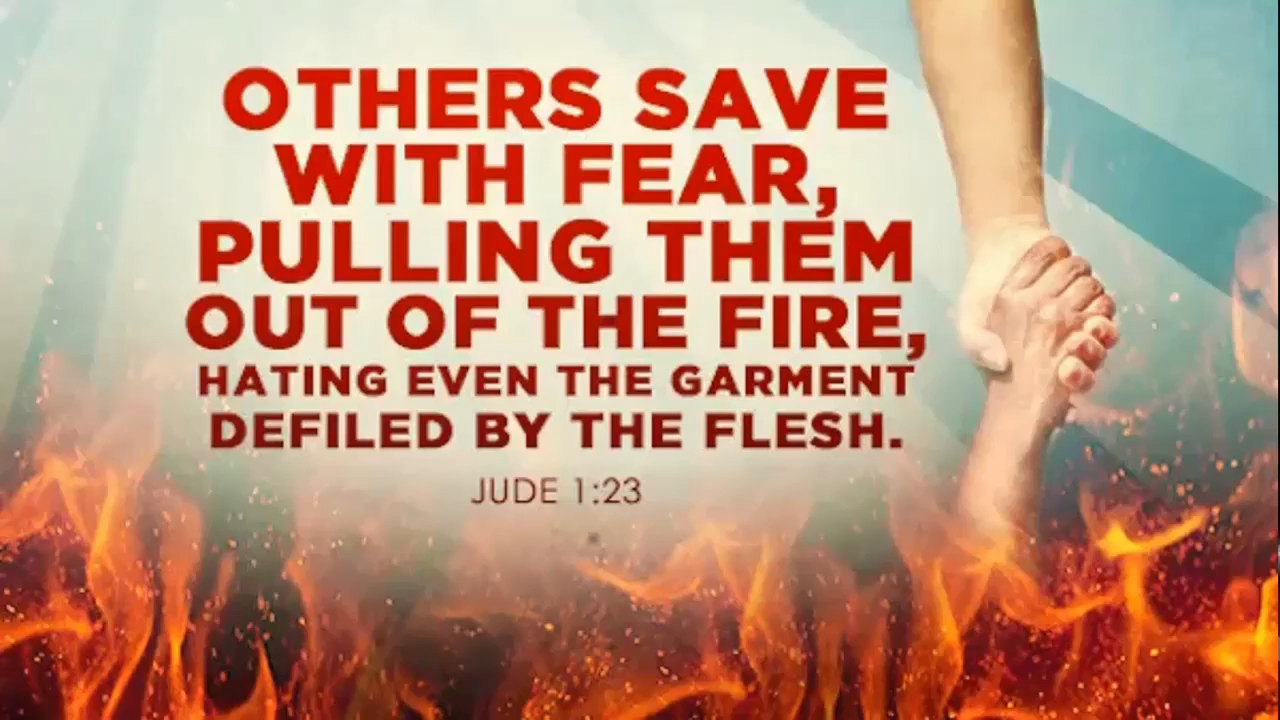 OTHERS SAVE
WITH FEAR,
PULLING THEM
OUT OF THE FIRE,
HATING EVEN THE GARMENT
DEFILED BY THE FLESH.
JUDE 1:23